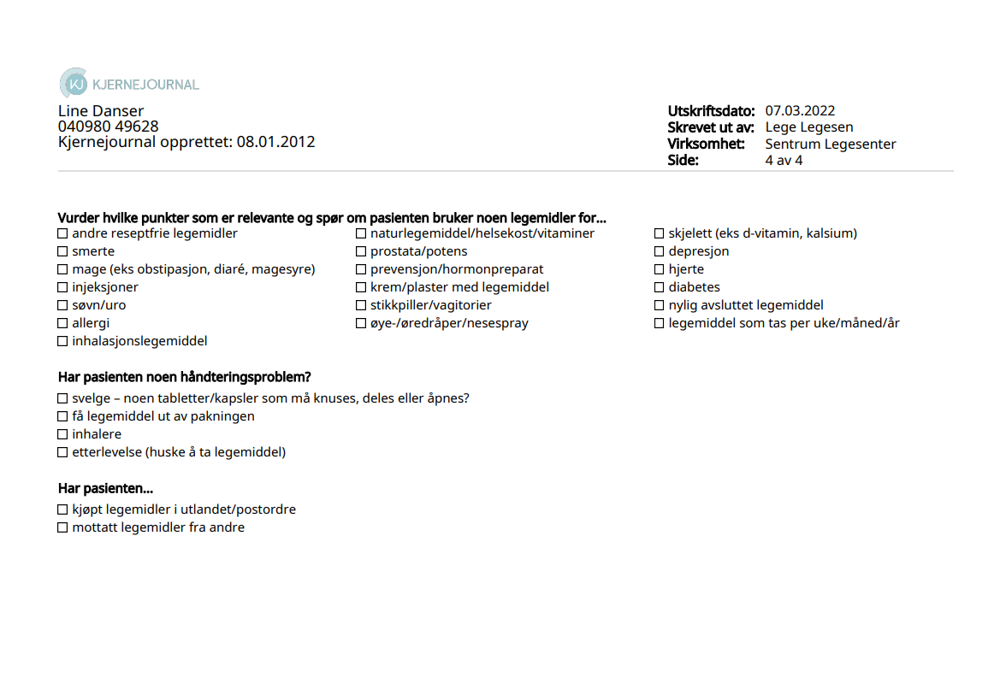 KJ KJERNEJOURNAL
Line Danser
040980 49628
Kjernejournal opprettet: 08.01.2012
Utskriftsdato: 07.03.2022
Skrevet ut av: Lege Legesen
Virksomhet: Sentrum Legesenter
Side: 4 av 4
Vurder hvilke punkter som er relevante og spør om pasienten bruker noen legemidler for...
andre reseptfrie legemidler
smerte
mage (eks obstipasjon, diaré, magesyre)
injeksjoner
søvn/uro
allergi
inhalasjonslegemiddel
naturlegemiddel/helsekost/vitaminer
prostata/potens
prevensjon/hormonpreparat
krem/plaster med legemiddel
stikkpiller/vagitorier
øye-/øredråper/nesespray
skjelett (eks d-vitamin, kalsium)
depresjon
hjerte
diabetes
nylig avsluttet legemiddel
legemiddel som tas per uke/måned/år
Har pasienten noen håndteringsproblem?
svelge – noen tabletter/kapsler som må knuses, deles eller åpnes?
få legemiddel ut av pakningen
inhalere
etterlevelse (huske å ta legemiddel)
Har pasienten...
kjøpt legemidler i utlandet/postordre
mottatt legemidler fra andre